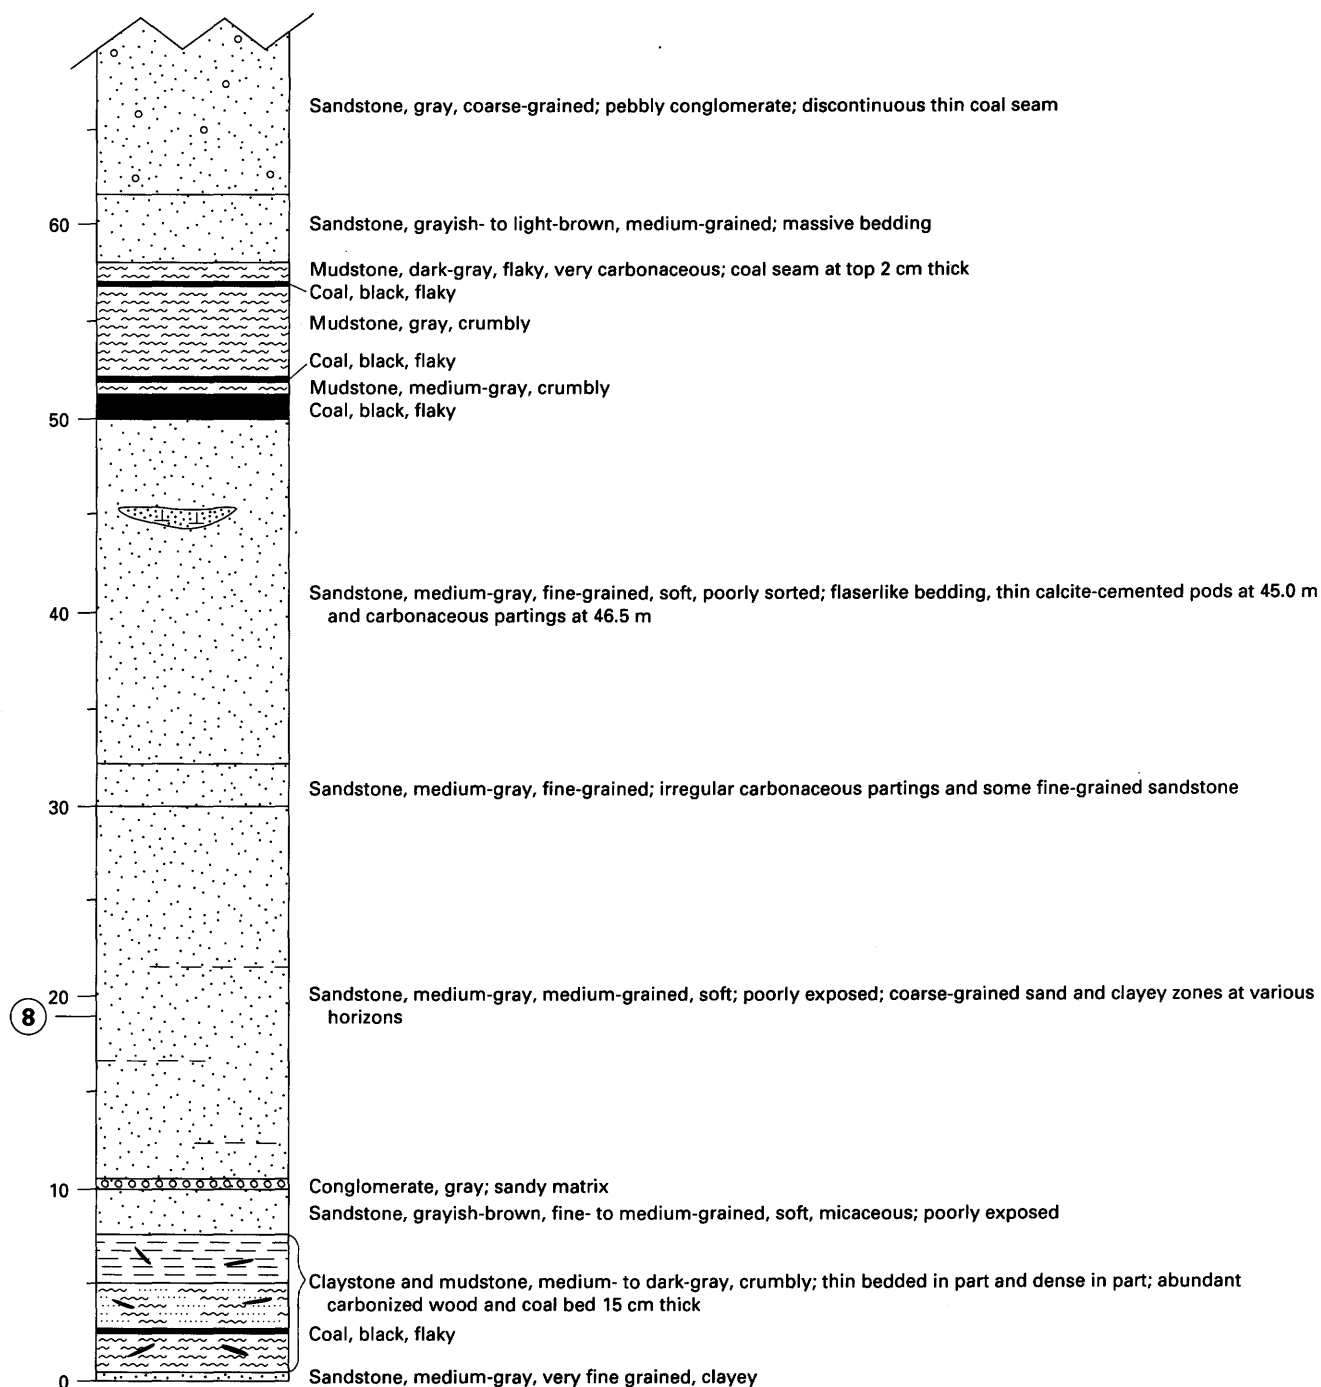 Sandstone, gray, coarse-grained; pebbly conglomerate; discontinuous thin coal seam
60
Sandstone, grayish- to light-brown, medium-grained; massive bedding
Mudstone, dark-gray, flaky, very carbonaceous; coal seam at top 2 cm thick
Coal, black, flaky
Mudstone, gray, crumbly
Coal, black, flaky
Mudstone, medium-gray, crumbly
50
Coal, black, flaky
Sandstone, medium-gray, fine-grained, soft, poorly sorted; flaserlike bedding, thin calcite-cemented pods at 45.0 m
and carbonaceous partings at 46.5 m
40
Sandstone, medium-gray, fine-grained; irregular carbonaceous partings and some fine-grained sandstone
30
20
Sandstone, medium-gray, medium-grained, soft; poorly exposed; coarse-grained sand and clayey zones at various
horizons
8
10
Conglomerate, gray; sandy matrix
Sandstone, grayish-brown, fine- to medium-grained, soft, micaceous; poorly exposed
Claystone and mudstone, medium- to dark-gray, crumbly; thin bedded in part and dense in part; abundant
carbonized wood and coal bed 15 cm thick
Coal, black, flaky
0
Sandstone, medium-gray, very fine grained, clayey